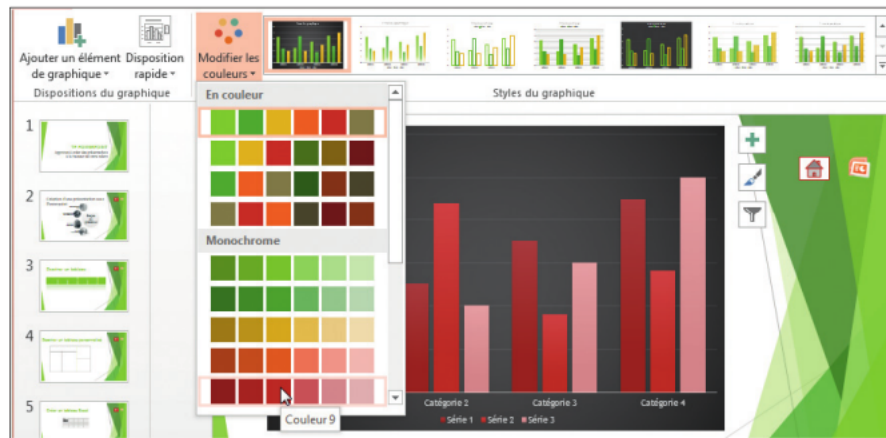 Ajouter un élément
de graphique
Disposition
rapide
Modifier les
couleurs
Dispositions du graphique
Styles du graphique
En couleur
Monochrome
Couleur 9
1
2
3
4
5
Catégorie 2
Catégorie 3
Catégorie 4
Série 1
Série 2
Série 3